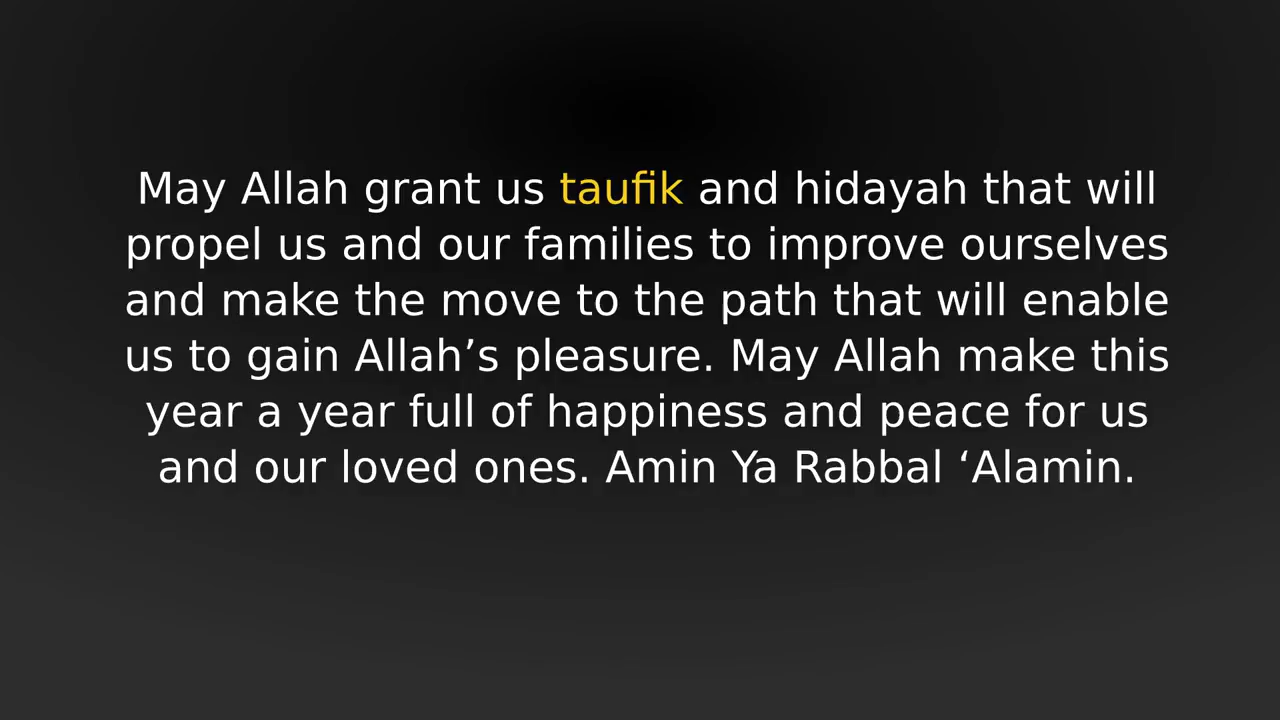 May Allah grant us taufik and hidayah that will
propel us and our families to improve ourselves
and make the move to the path that will enable
us to gain Allah’s pleasure. May Allah make this
year a year full of happiness and peace for us
and our loved ones. Amin Ya Rabbal ‘Alamin.